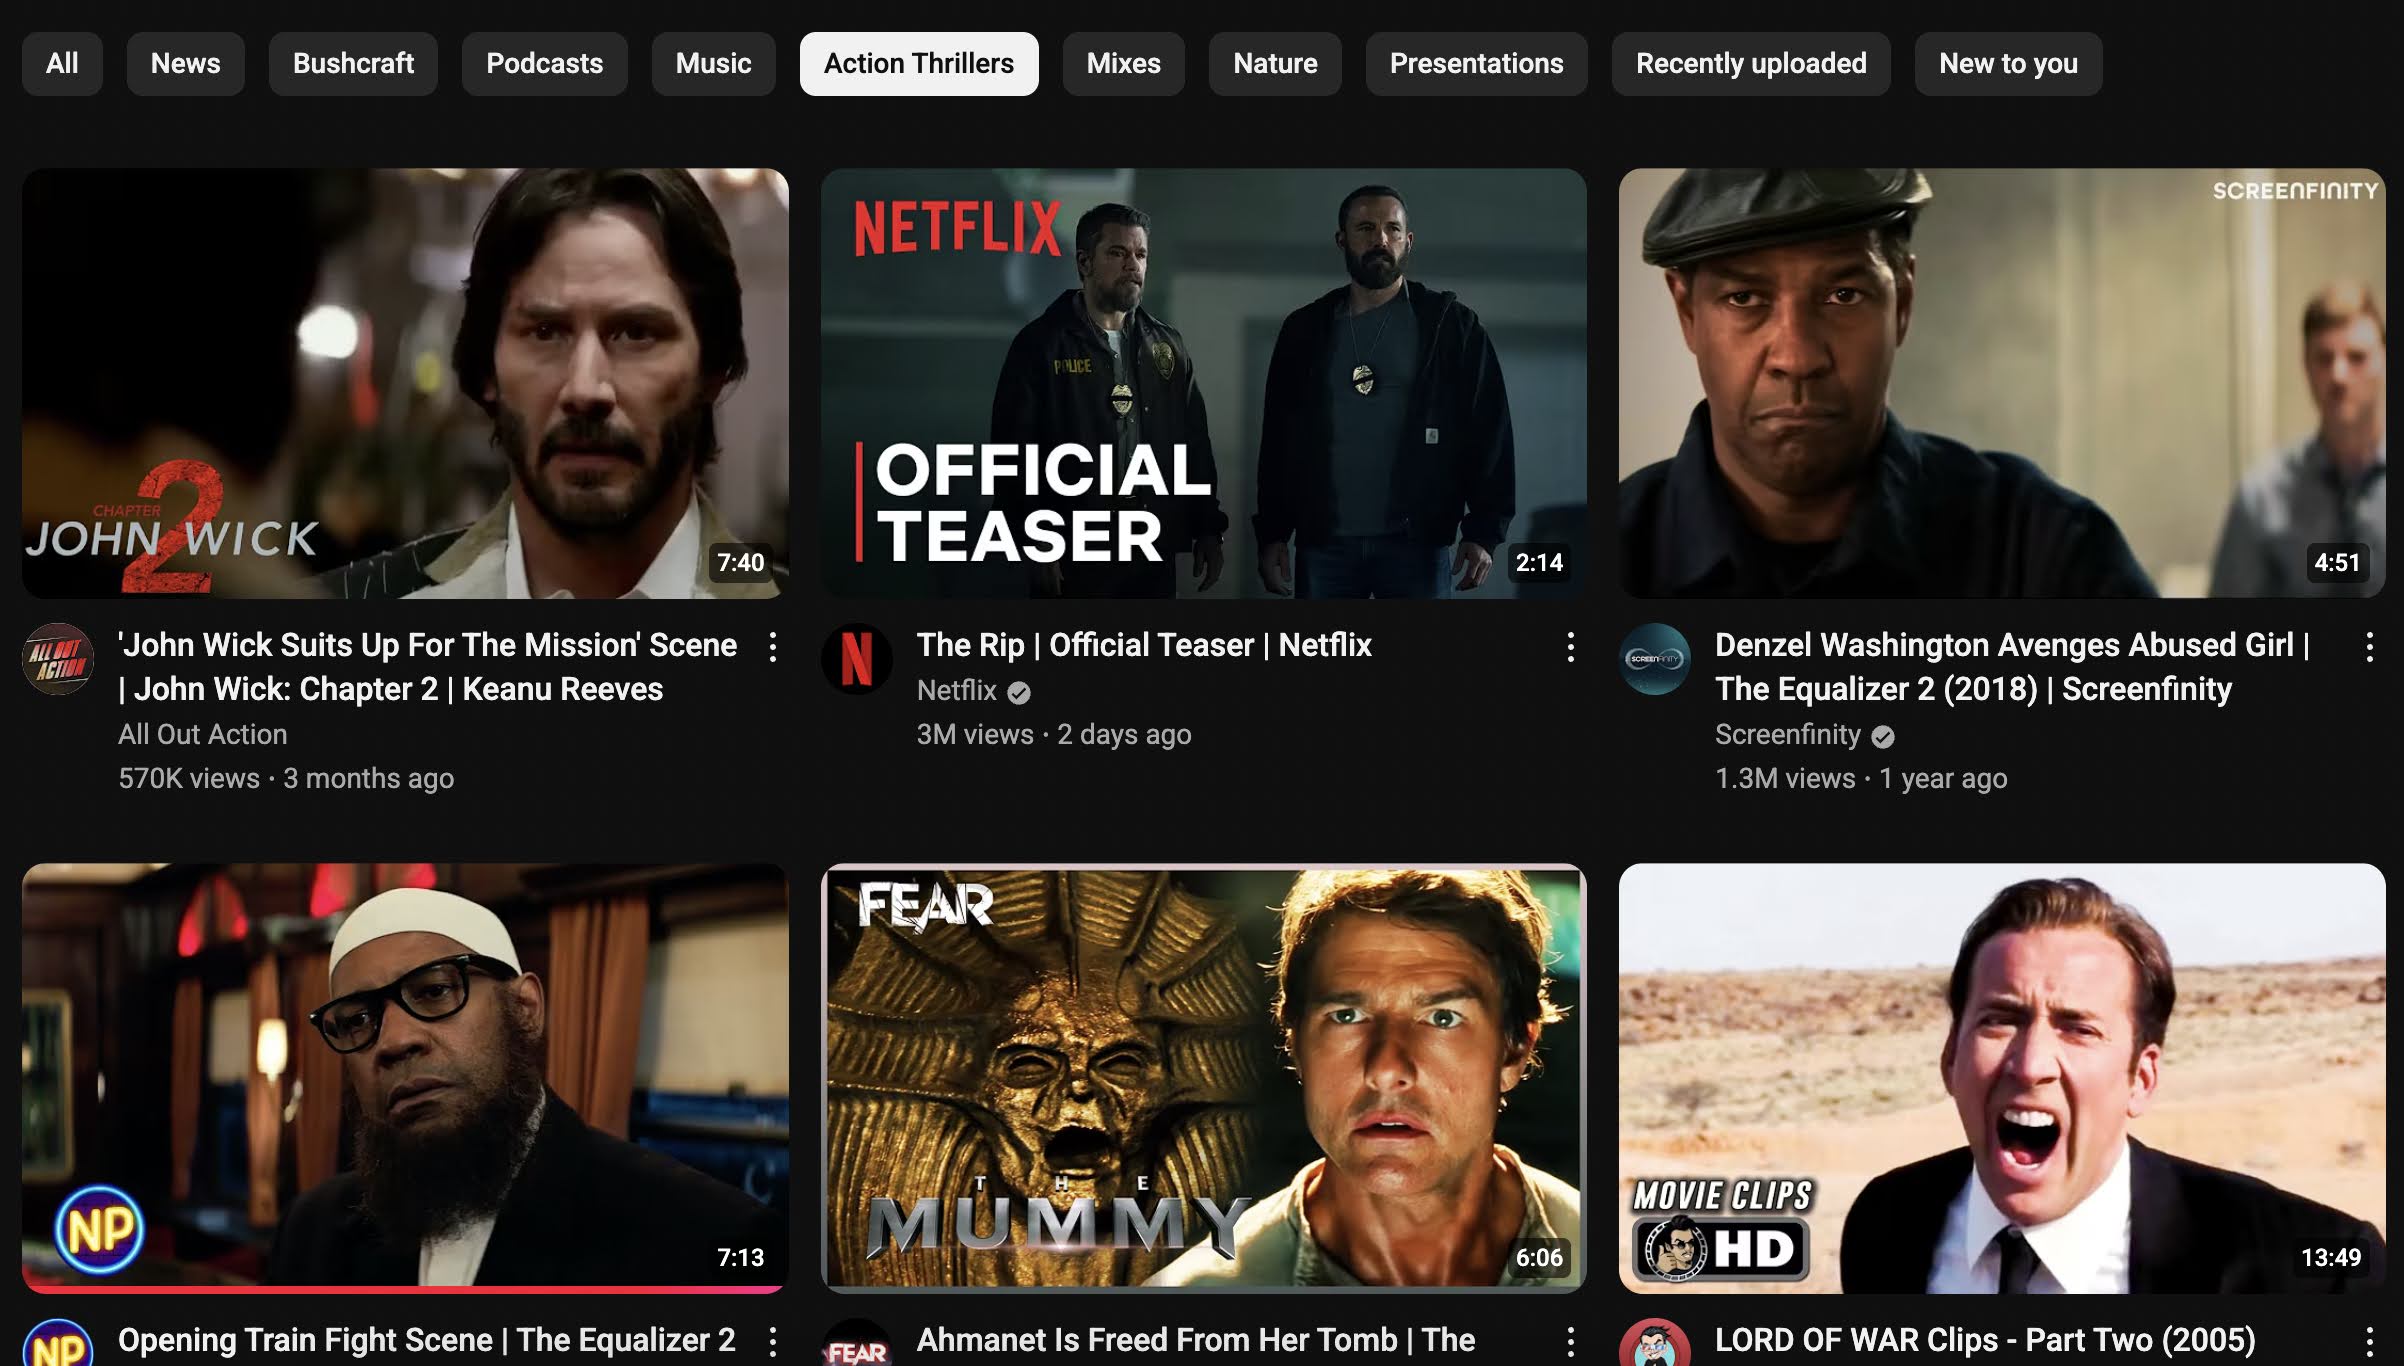 All
News
Bushcraft
Podcasts
Music
Action Thrillers
Mixes
Nature
Presentations
Recently uploaded
New to you
CHAPTER
2
JOHN WICK
7:40
NETFLIX
POLICE
OFFICIAL
TEASER
2:14
SCREENFINITY
4:51
ALL OUT
ACTION
'John Wick Suits Up For The Mission' Scene
| John Wick: Chapter 2 | Keanu Reeves
All Out Action
570K views · 3 months ago
N
The Rip | Official Teaser | Netflix
Netflix
3M views · 2 days ago
SCREENFINITY
Denzel Washington Avenges Abused Girl |
The Equalizer 2 (2018) | Screenfinity
Screenfinity
1.3M views · 1 year ago
NP
7:13
FEAR
THE
MUMMY
6:06
MOVIE CLIPS
HD
13:49
NP
Opening Train Fight Scene | The Equalizer 2
FEAR
Ahmanet Is Freed From Her Tomb | The
LORD OF WAR Clips - Part Two (2005)